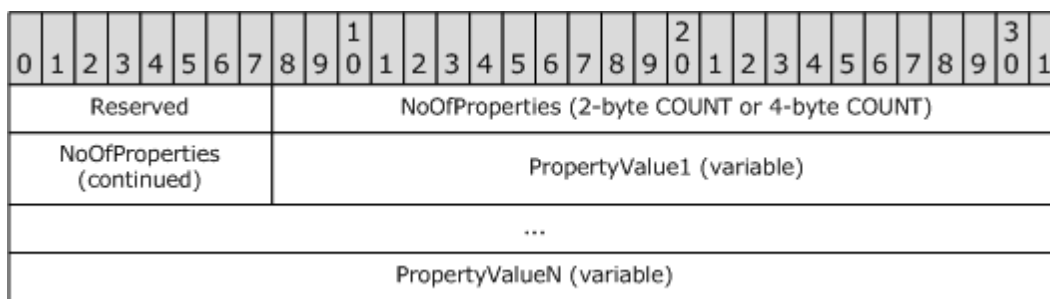 1 2 3
0 1 2 3 4 5 6 7 8 9 0 1 2 3 4 5 6 7 8 9 0 1 2 3 4 5 6 7 8 9 0 1
Reserved NoOfProperties (2-byte COUNT or 4-byte COUNT)
NoOfProperties
(continued) PropertyValue1 (variable)
...
PropertyValueN (variable)